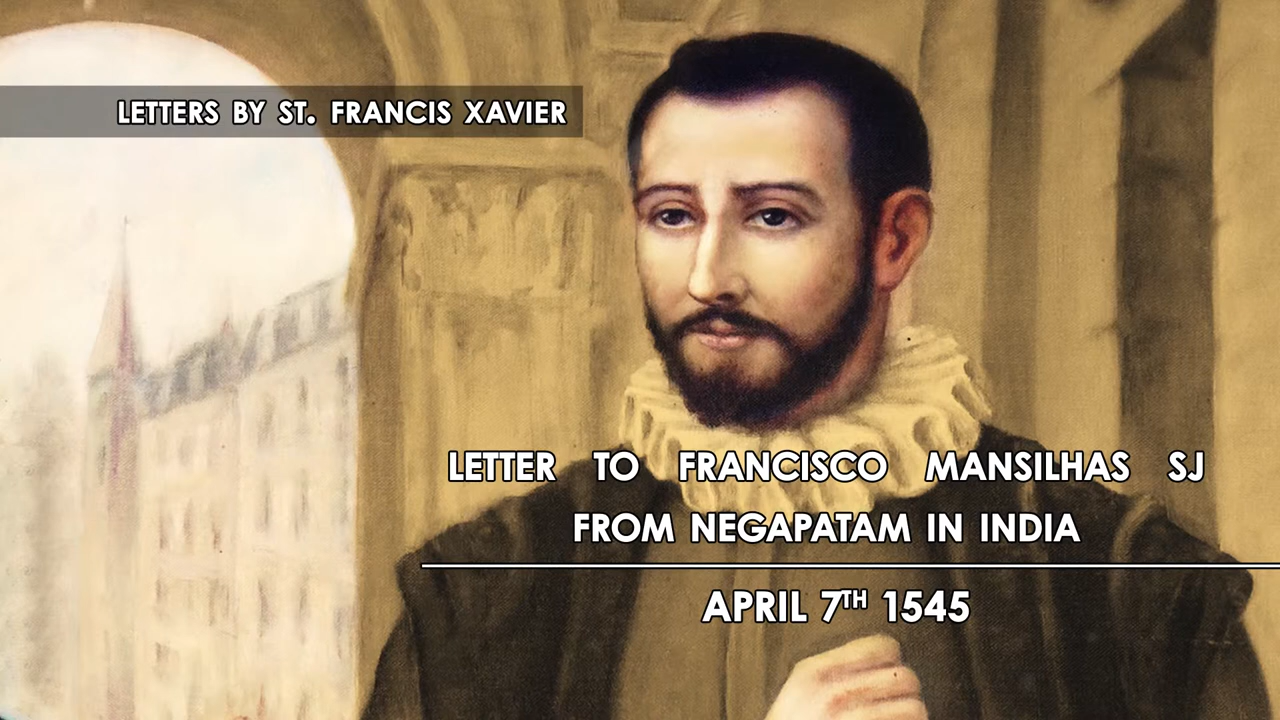 LETTERS BY ST. FRANCIS XAVIER
LETTER TO FRANCISCO MANSILHAS SJ
FROM NEGAPATAM IN INDIA
APRIL 7TH 1545